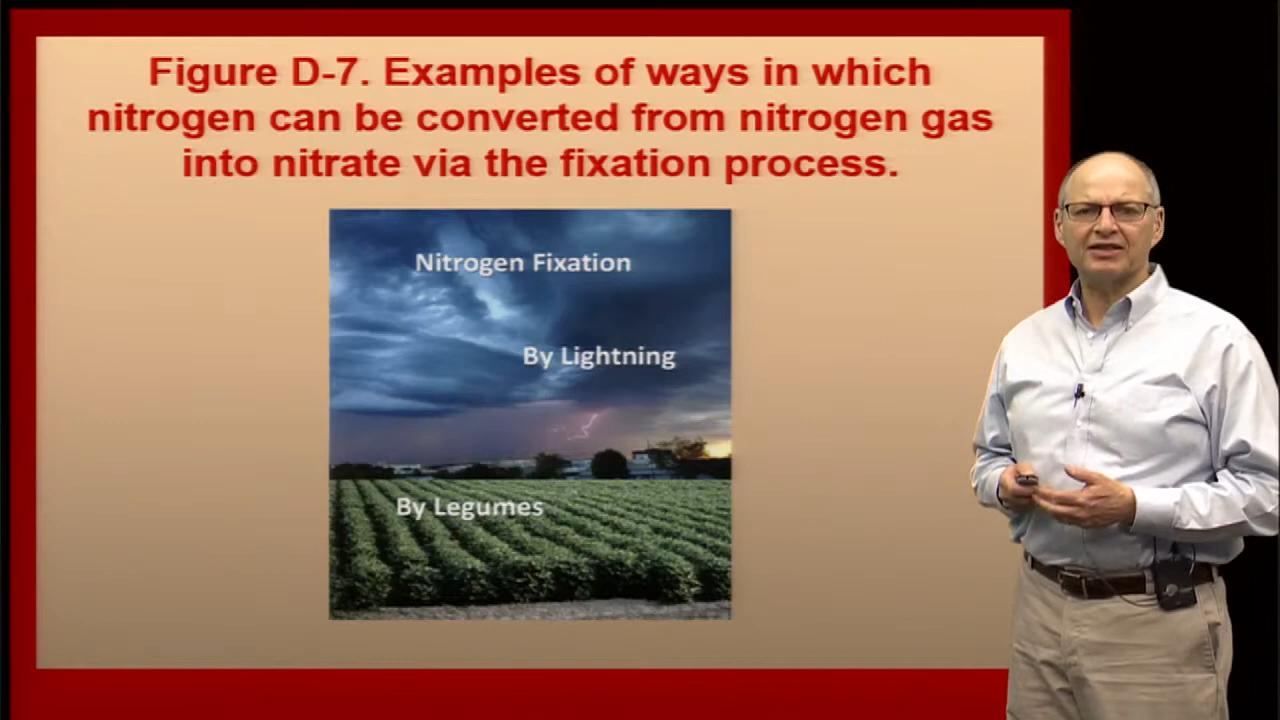 Figure D-7. Examples of ways in which
nitrogen can be converted from nitrogen gas
into nitrate via the fixation process.
Nitrogen Fixation
By Lightning
By Legumes